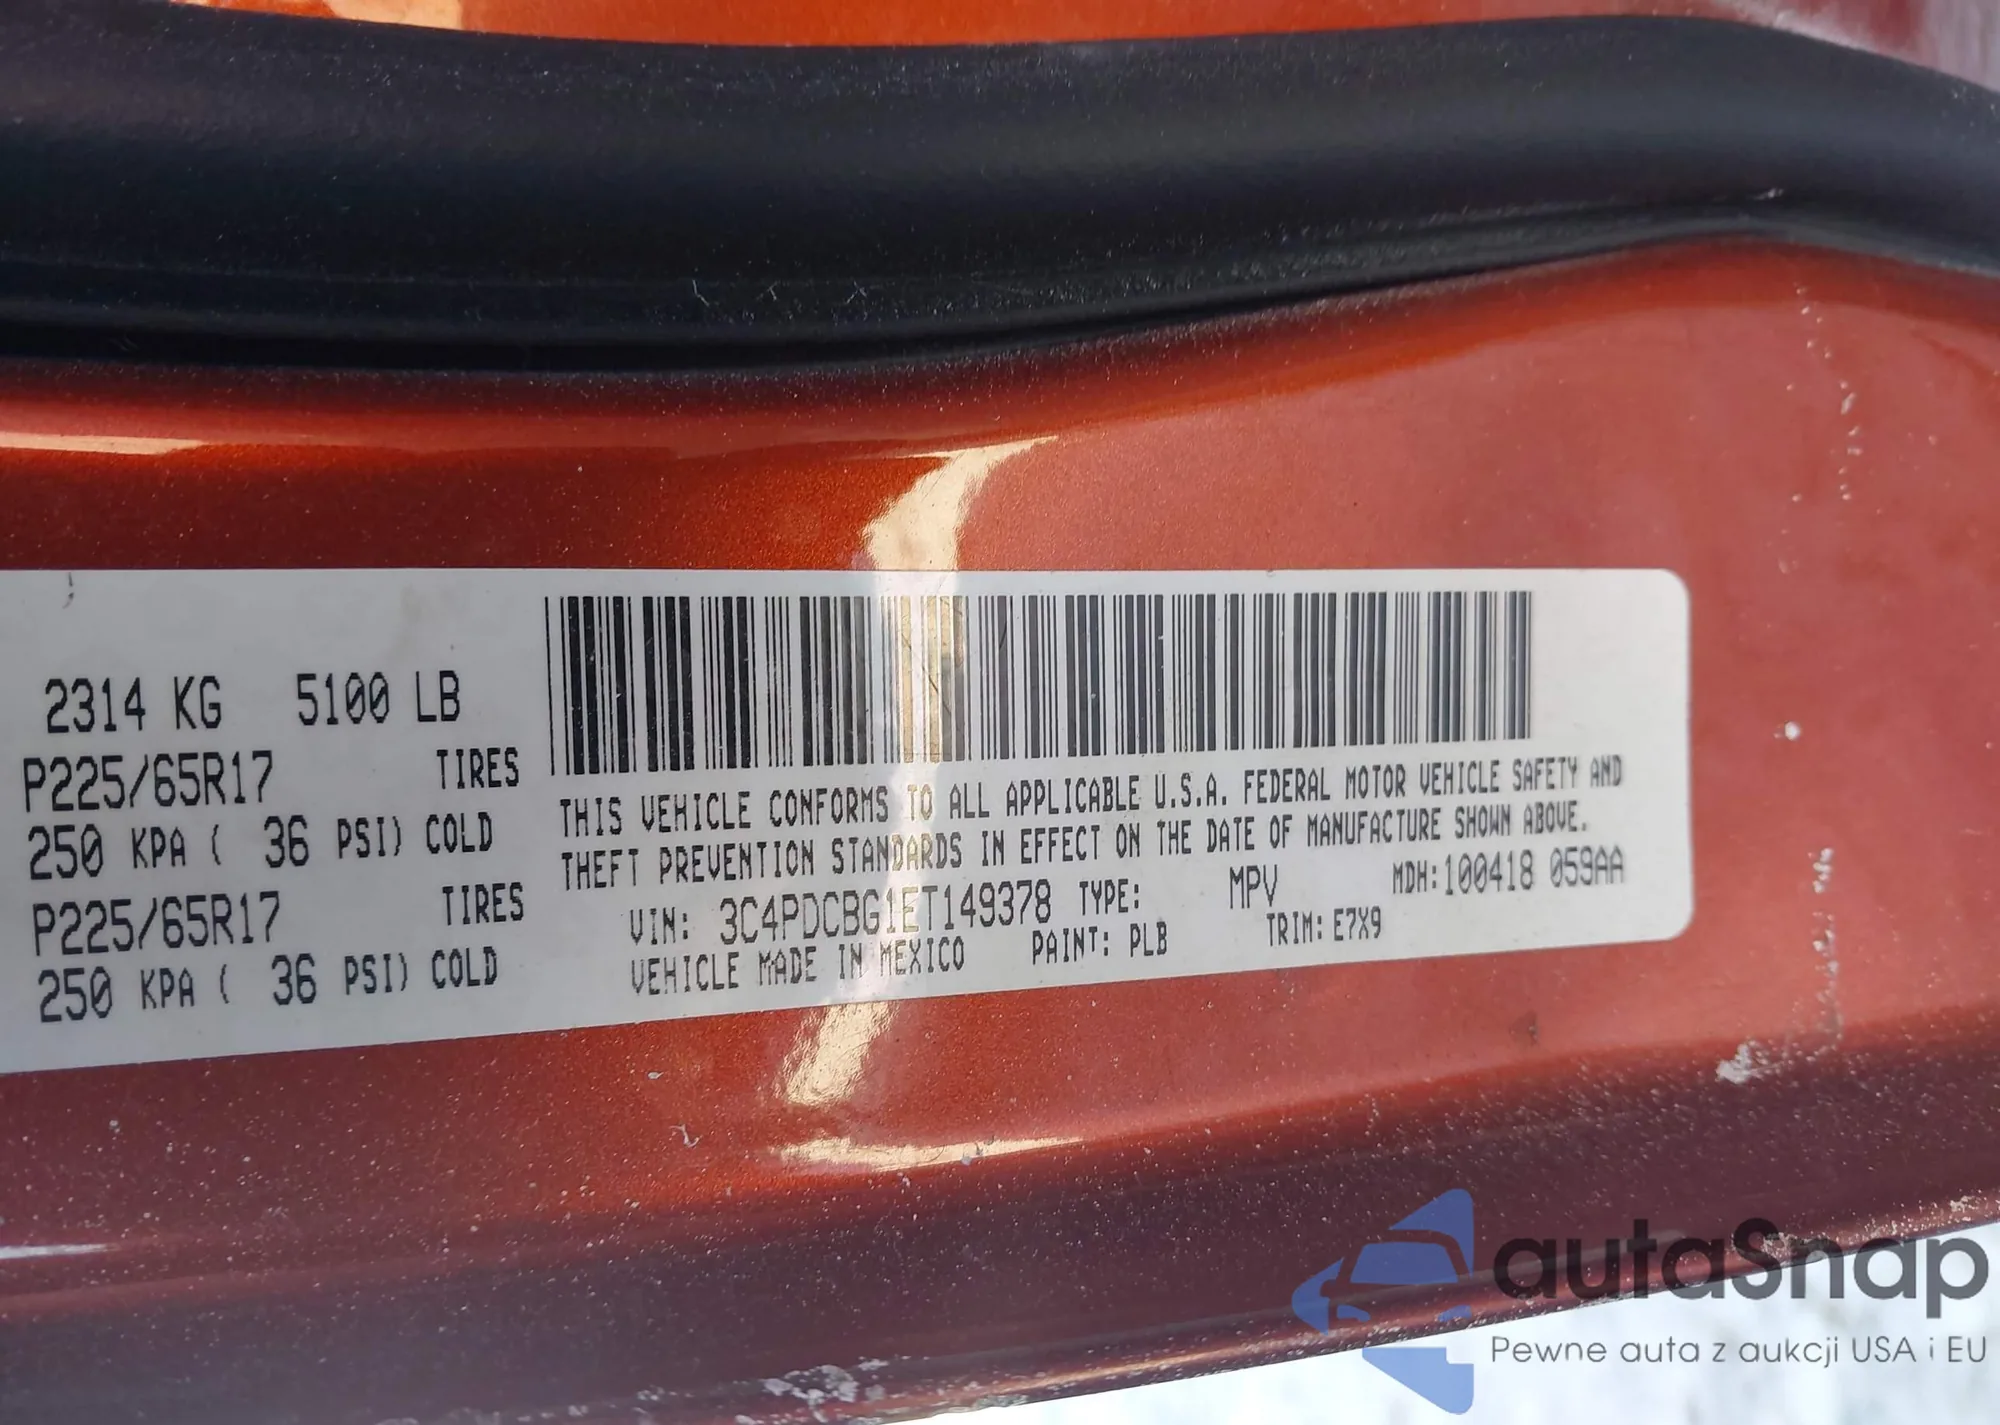 2314 KG 5100 LB
P225/65R17 TIRES
250 KPA ( 36 PSI) COLD
P225/65R17 TIRES
250 KPA ( 36 PSI) COLD
THIS VEHICLE CONFORMS TO ALL APPLICABLE U.S.A. FEDERAL MOTOR VEHICLE SAFETY AND
THEFT PREVENTION STANDARDS IN EFFECT ON THE DATE OF MANUFACTURE SHOWN ABOVE.
VIN: 3C4PDCBG1ET149378 TYPE: MPV MDH:100418 059AA
VEHICLE MADE IN MEXICO PAINT: PLB TRIM: E7X9
autaSnap
Pewne auta z aukcji USA i EU